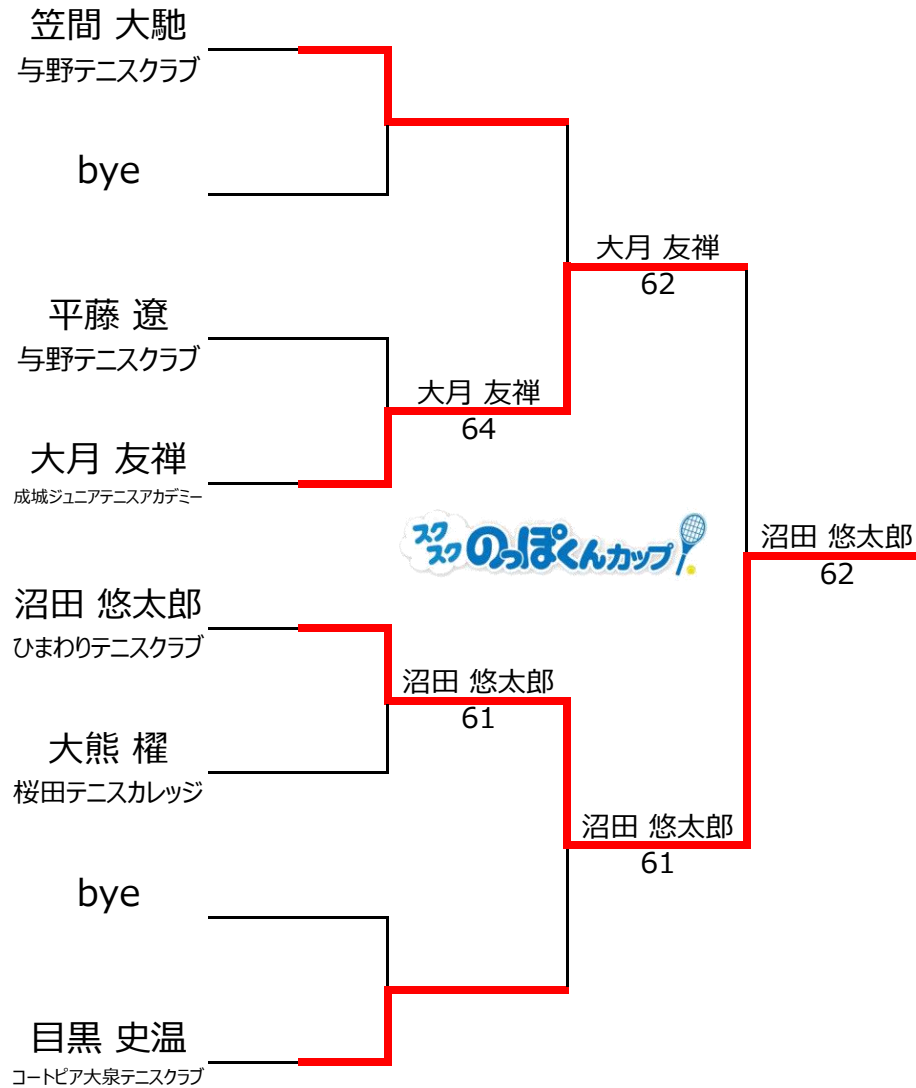 笠間 大馳
与野テニスクラブ
bye
大月 友禅
62
平藤 遼
与野テニスクラブ
大月 友禅
64
大月 友禅
成城ジュニアテニスアカデミー
スクスクのっぽくんカップ
沼田 悠太郎
62
沼田 悠太郎
ひまわりテニスクラブ
沼田 悠太郎
61
大熊 櫂
桜田テニスカレッジ
沼田 悠太郎
61
bye
目黒 史温
コートピア大泉テニスクラブ